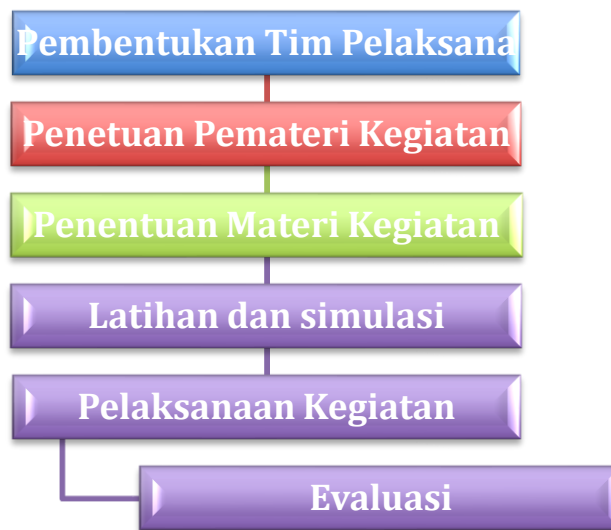 Pembentukan Tim Pelaksana
Penetuan Pemateri Kegiatan
Penentuan Materi Kegiatan
Latihan dan simulasi
Pelaksanaan Kegiatan
Evaluasi